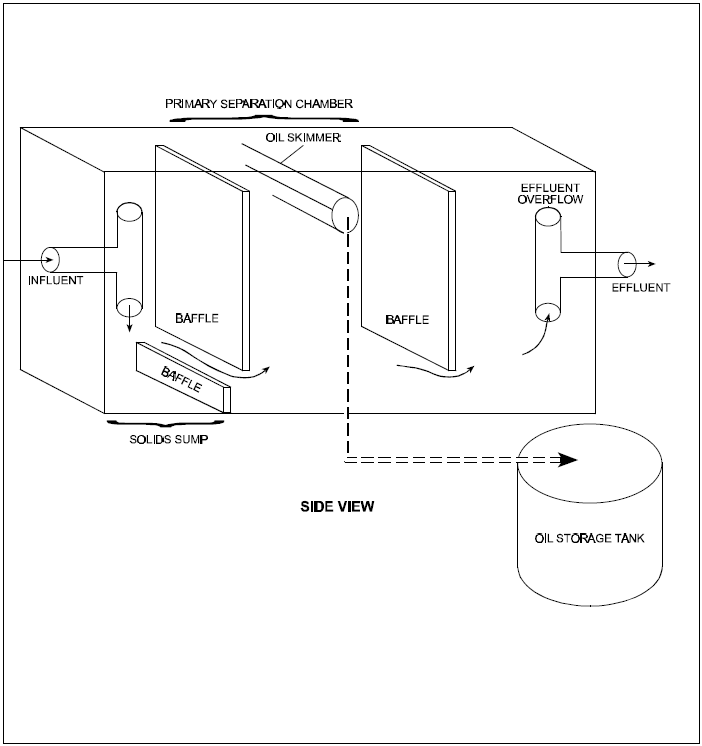 PRIMARY SEPARATION CHAMBER
OIL SKIMMER
EFFLUENT
OVERFLOW
INFLUENT
EFFLUENT
BAFFLE
BAFFLE
BAFFLE
SOLIDS SUMP
SIDE VIEW
OIL STORAGE TANK